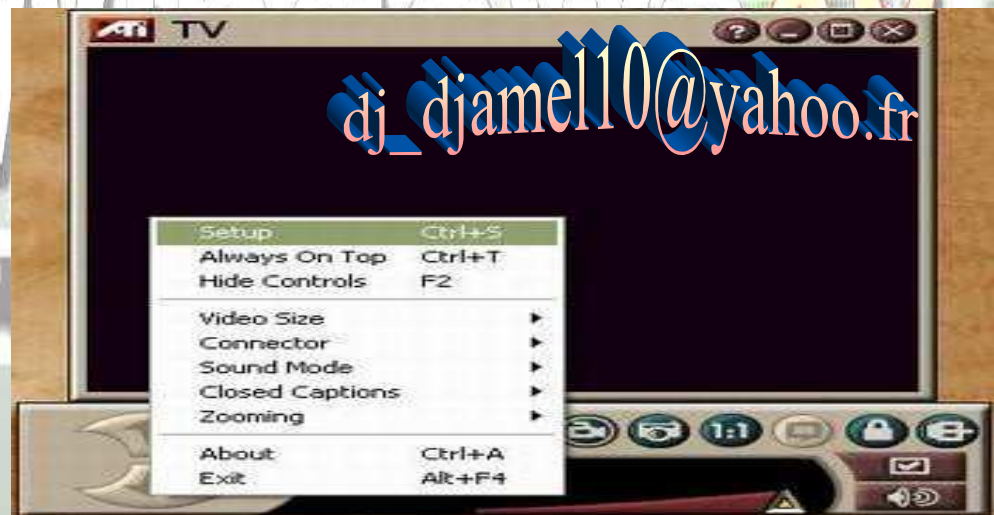 ATI TV
dj_djamel10@yahoo.fr
Setup Ctrl+S
Always On Top Ctrl+T
Hide Controls F2
Video Size
Connector
Sound Mode
Closed Captions
Zooming
1:1
About Ctrl+A
Exit Alt+F4